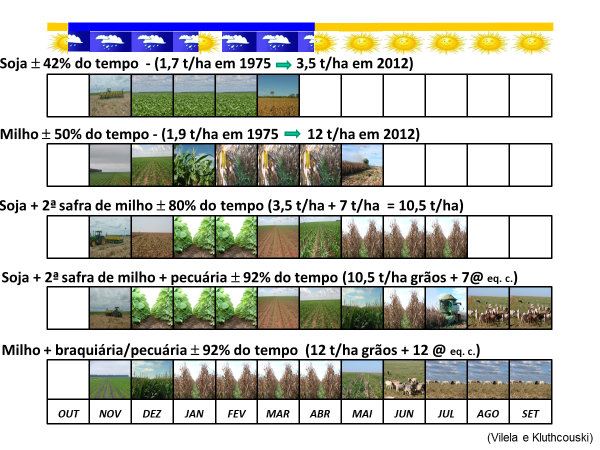 Soja ± 42% do tempo - (1,7 t/ha em 1975 ➡ 3,5 t/ha em 2012)
Milho ± 50% do tempo - (1,9 t/ha em 1975 ➡ 12 t/ha em 2012)
Soja + 2ª safra de milho ± 80% do tempo (3,5 t/ha + 7 t/ha = 10,5 t/ha)
Soja + 2ª safra de milho + pecuária ± 92% do tempo (10,5 t/ha grãos + 7@ eq. c.)
Milho + braquiária/pecuária ± 92% do tempo (12 t/ha grãos + 12 @ eq. c.)
OUT NOV DEZ JAN FEV MAR ABR MAI JUN JUL AGO SET
(Vilela e Kluthcouski)